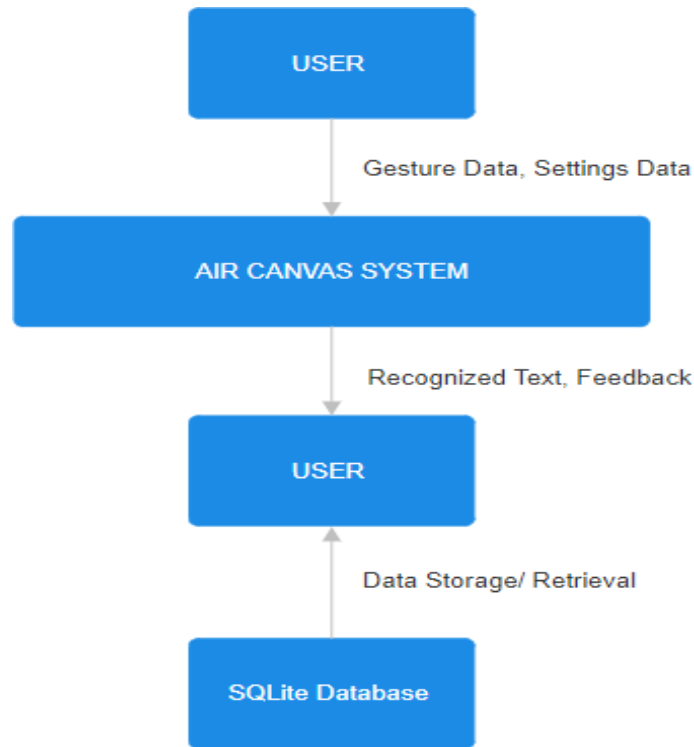 USER
Gesture Data, Settings Data
AIR CANVAS SYSTEM
Recognized Text, Feedback
USER
Data Storage/ Retrieval
SQLite Database